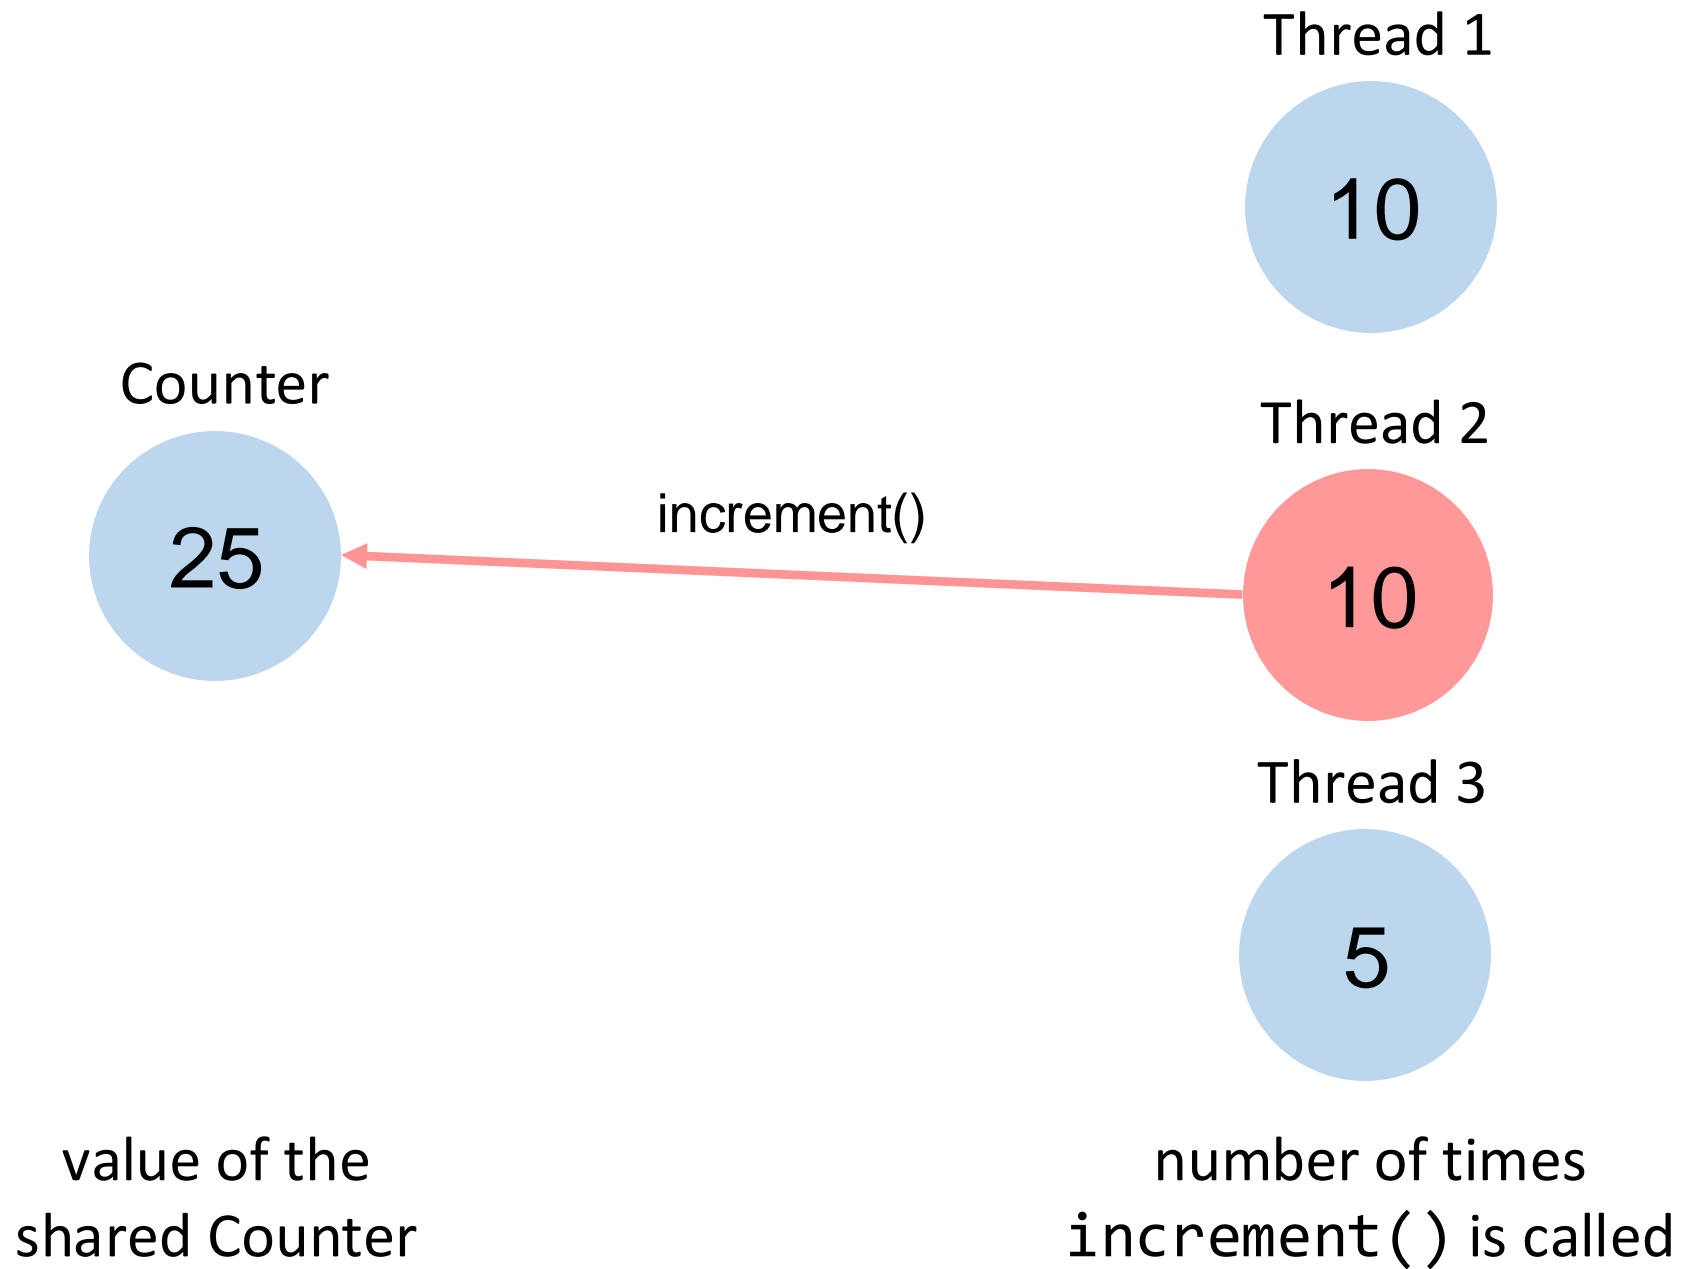 Thread 1
10
Counter
25
increment()
Thread 2
10
Thread 3
5
value of the
shared Counter
number of times
increment() is called